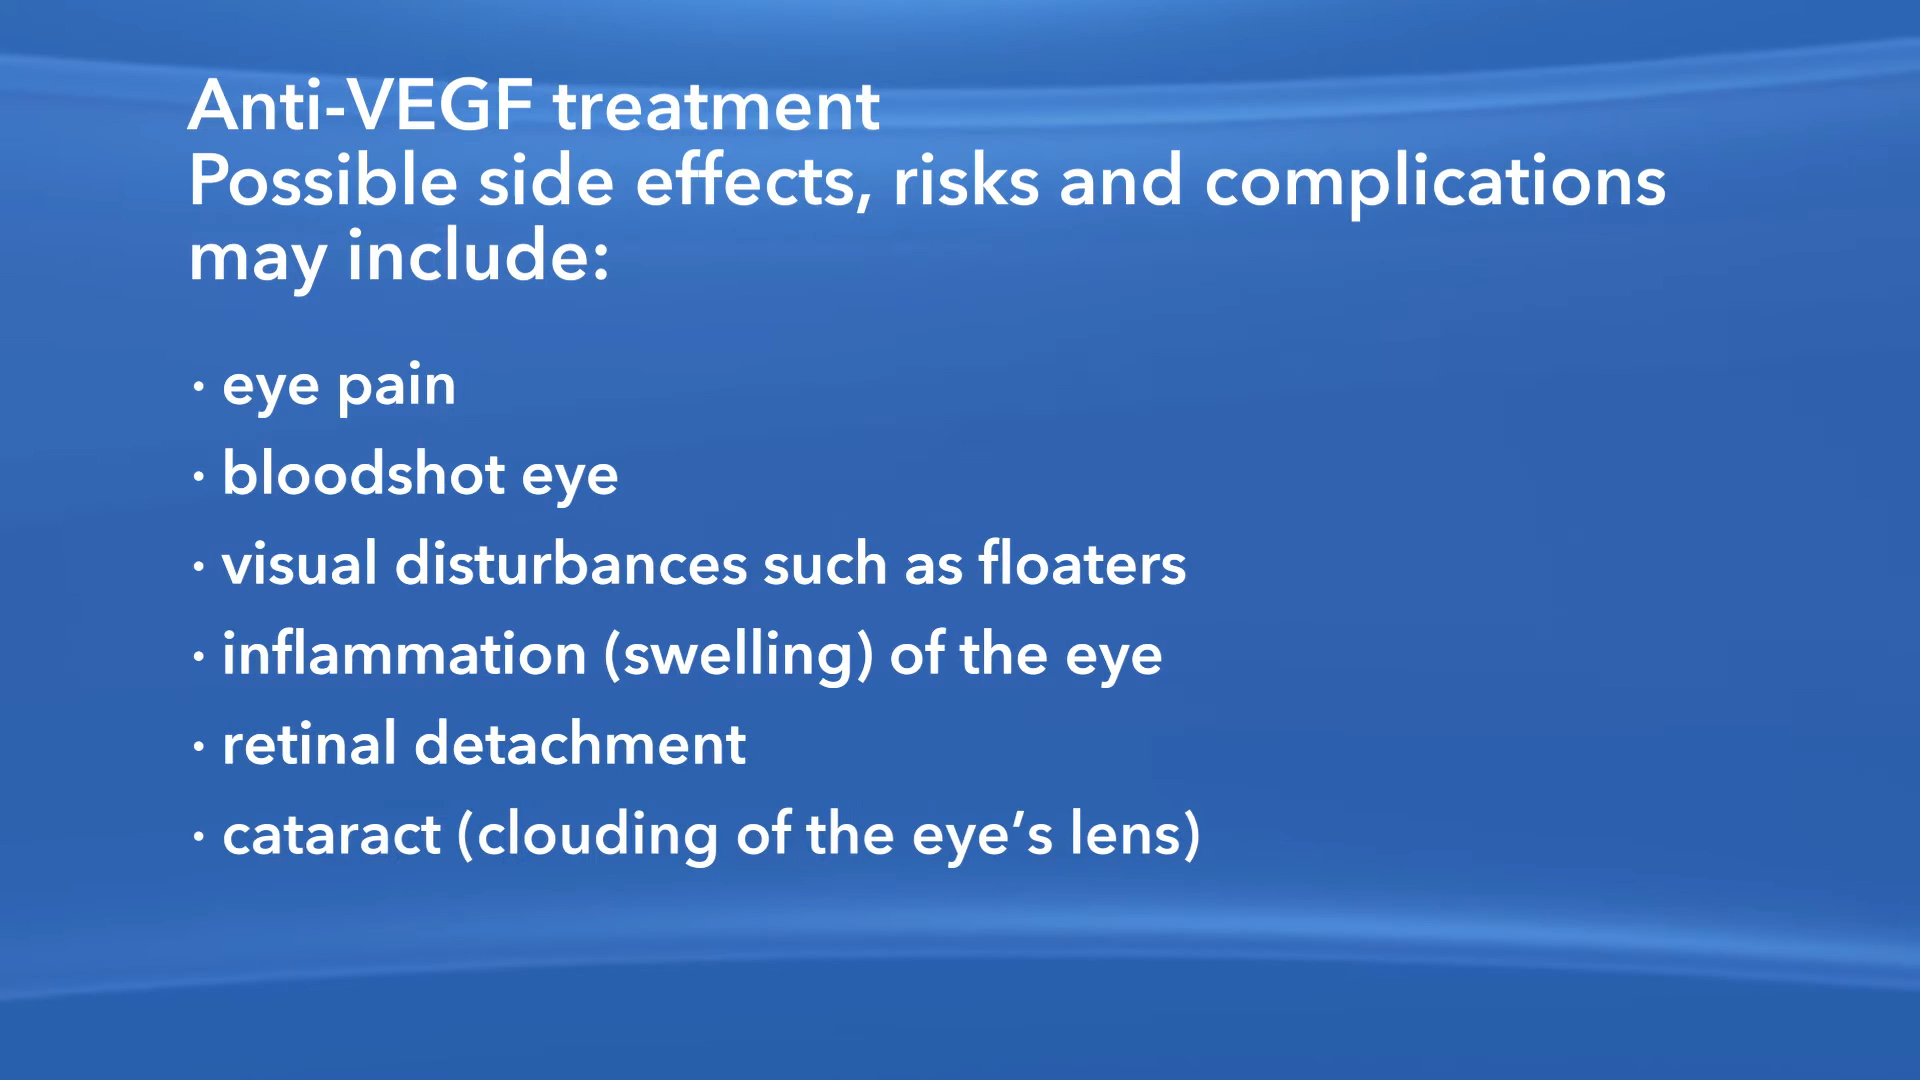 Anti-VEGF treatment
Possible side effects, risks and complications
may include:
· eye pain
· bloodshot eye
· visual disturbances such as floaters
· inflammation (swelling) of the eye
· retinal detachment
· cataract (clouding of the eye’s lens)